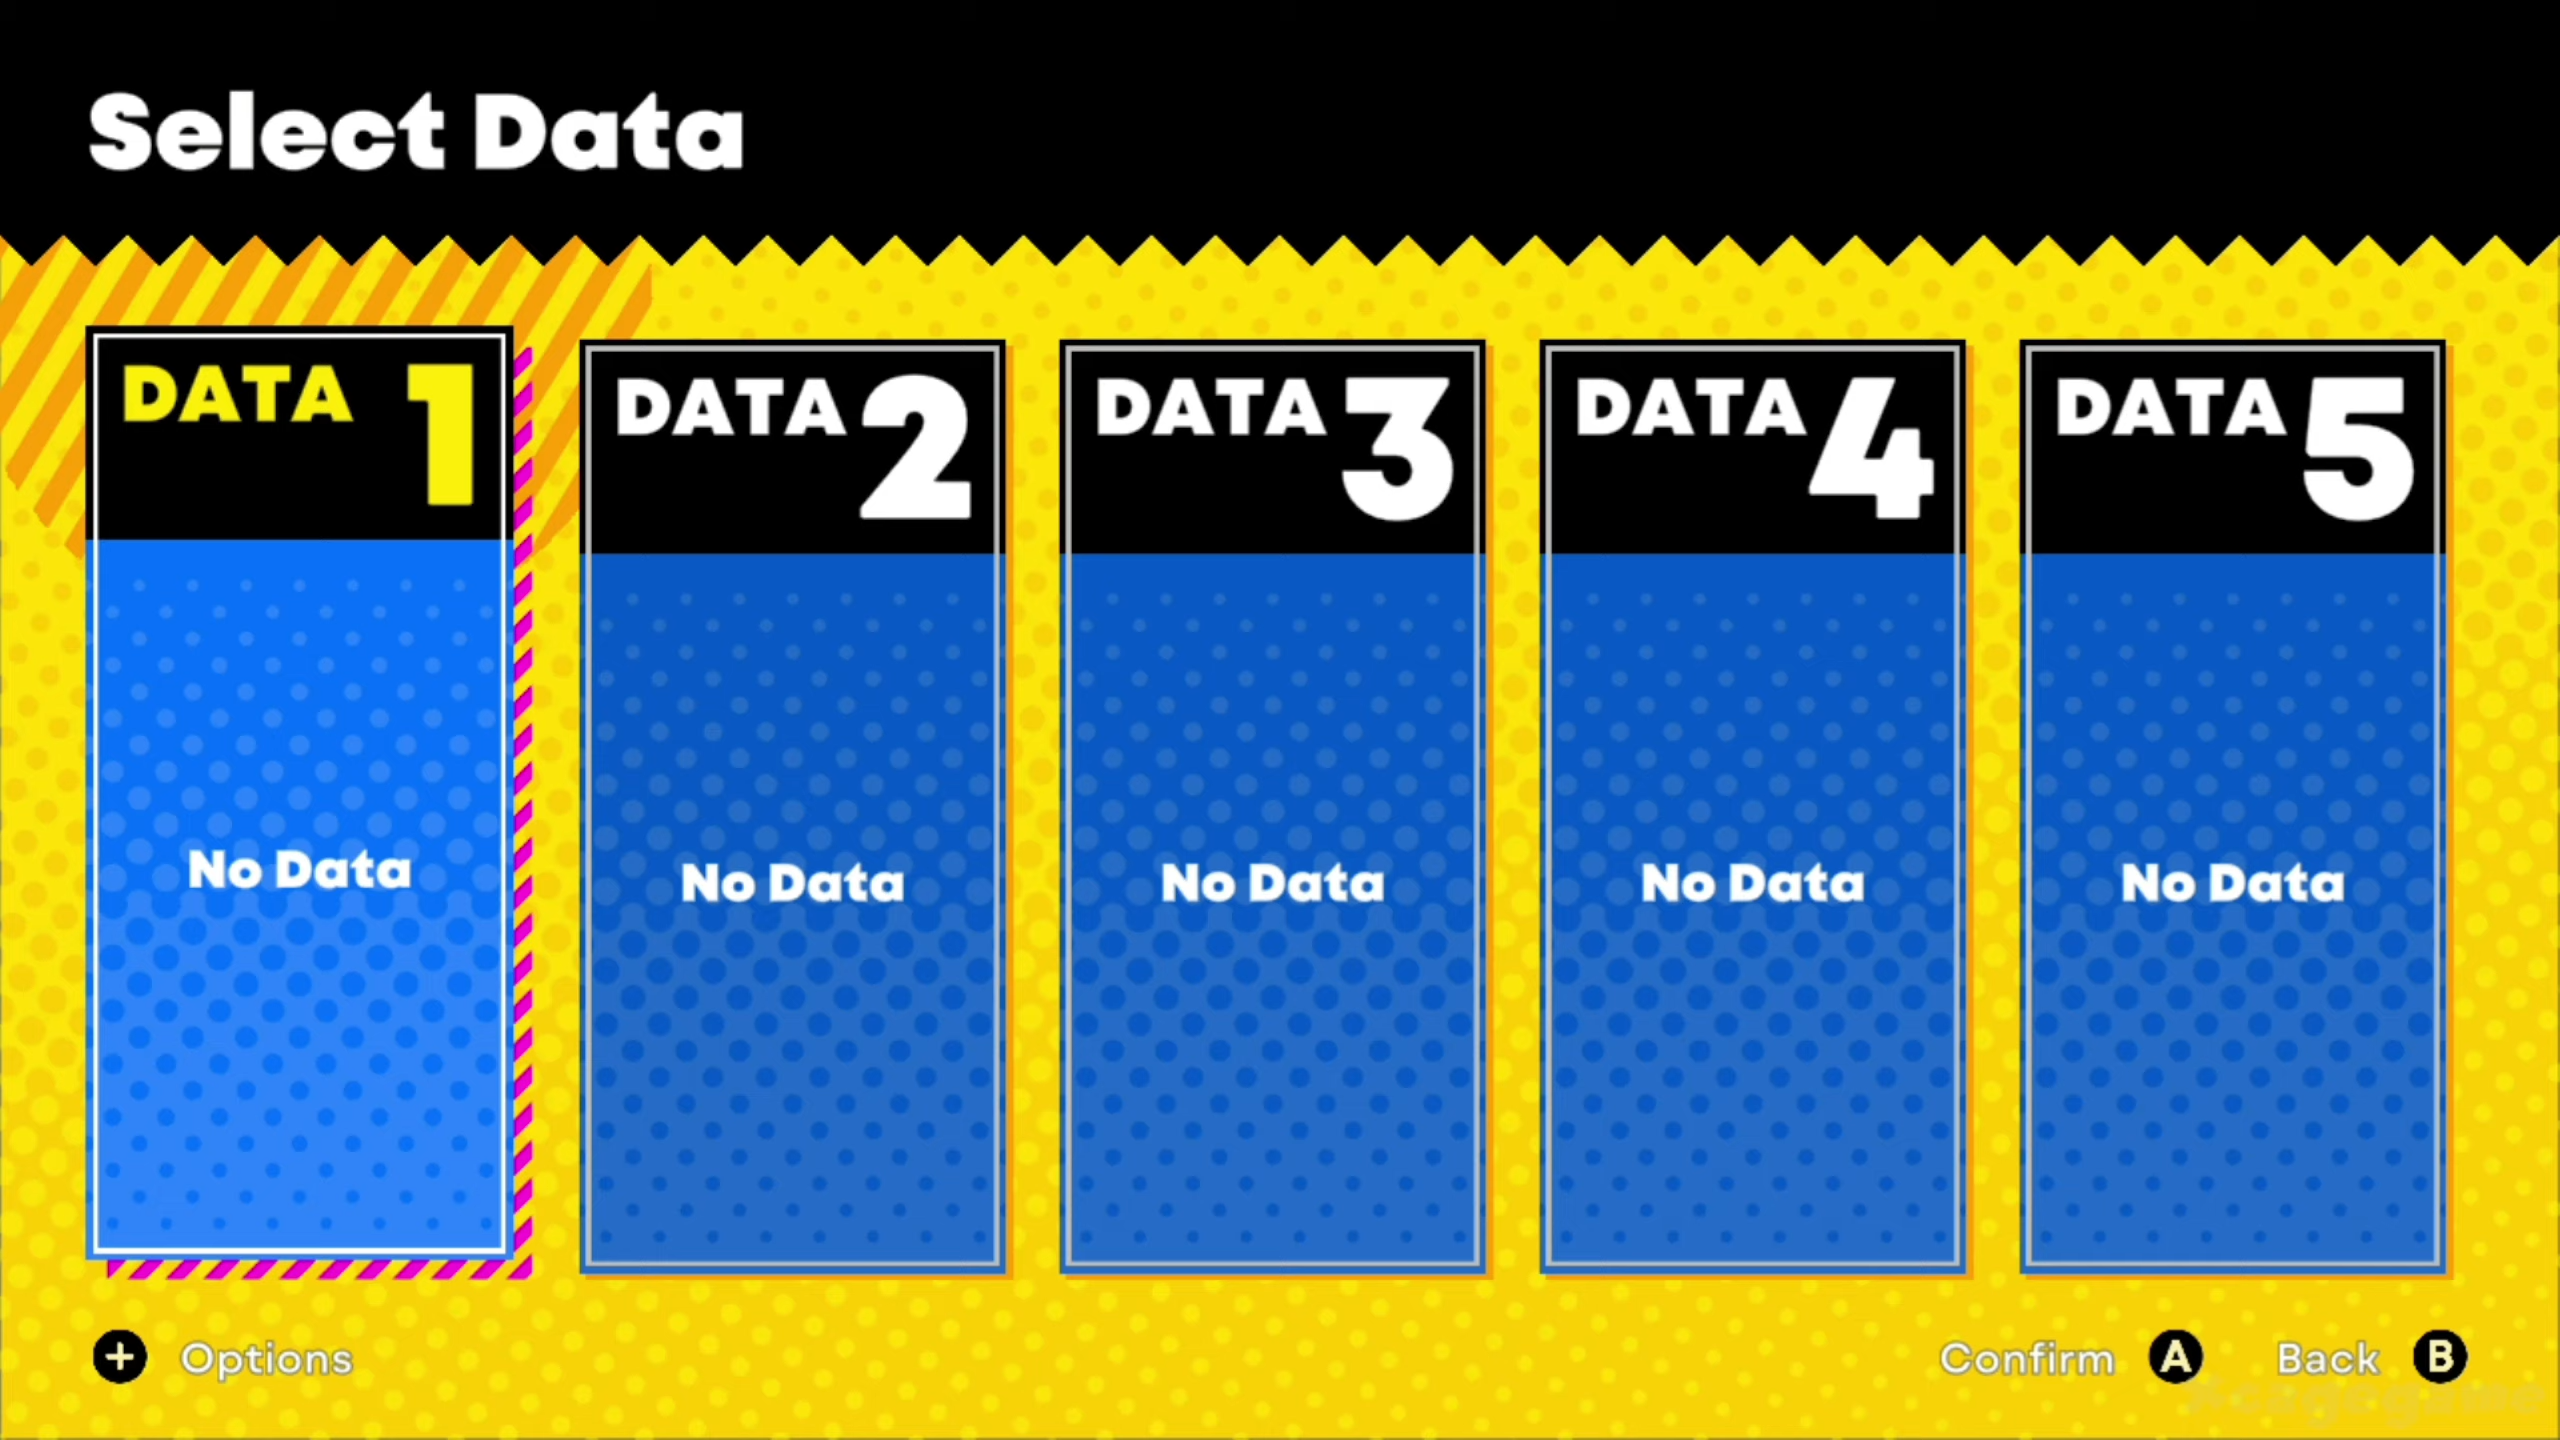 Select Data
DATA 1
No Data
DATA 2
No Data
DATA 3
No Data
DATA 4
No Data
DATA 5
No Data
+ Options
Confirm A Back B